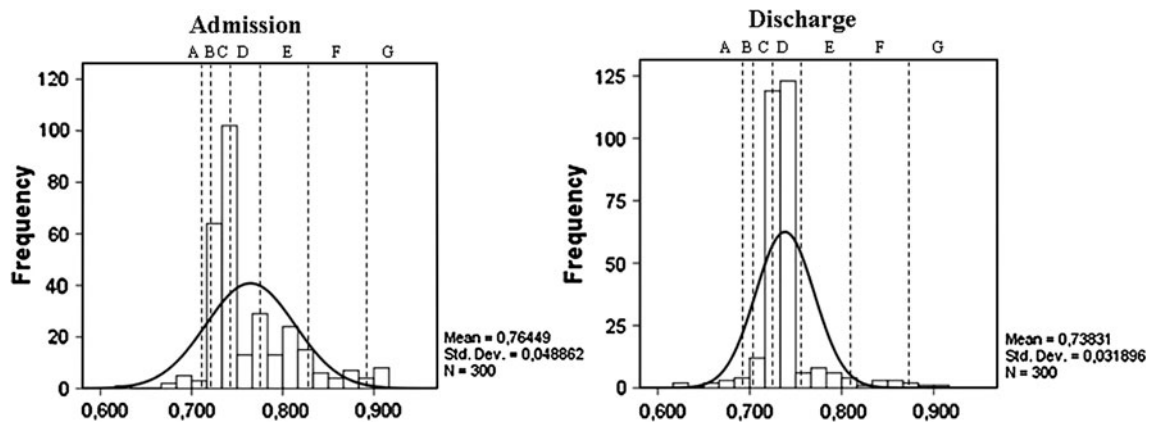 Admission
A B C D E F G
120
100
80
60
40
20
0
Frequency
0,600 0,700 0,800 0,900
Mean = 0,76449
Std. Dev. = 0,048862
N = 300
Discharge
A B C D E F G
125
100
75
50
25
0
Frequency
0,600 0,700 0,800 0,900
Mean = 0,73831
Std. Dev. = 0,031896
N = 300